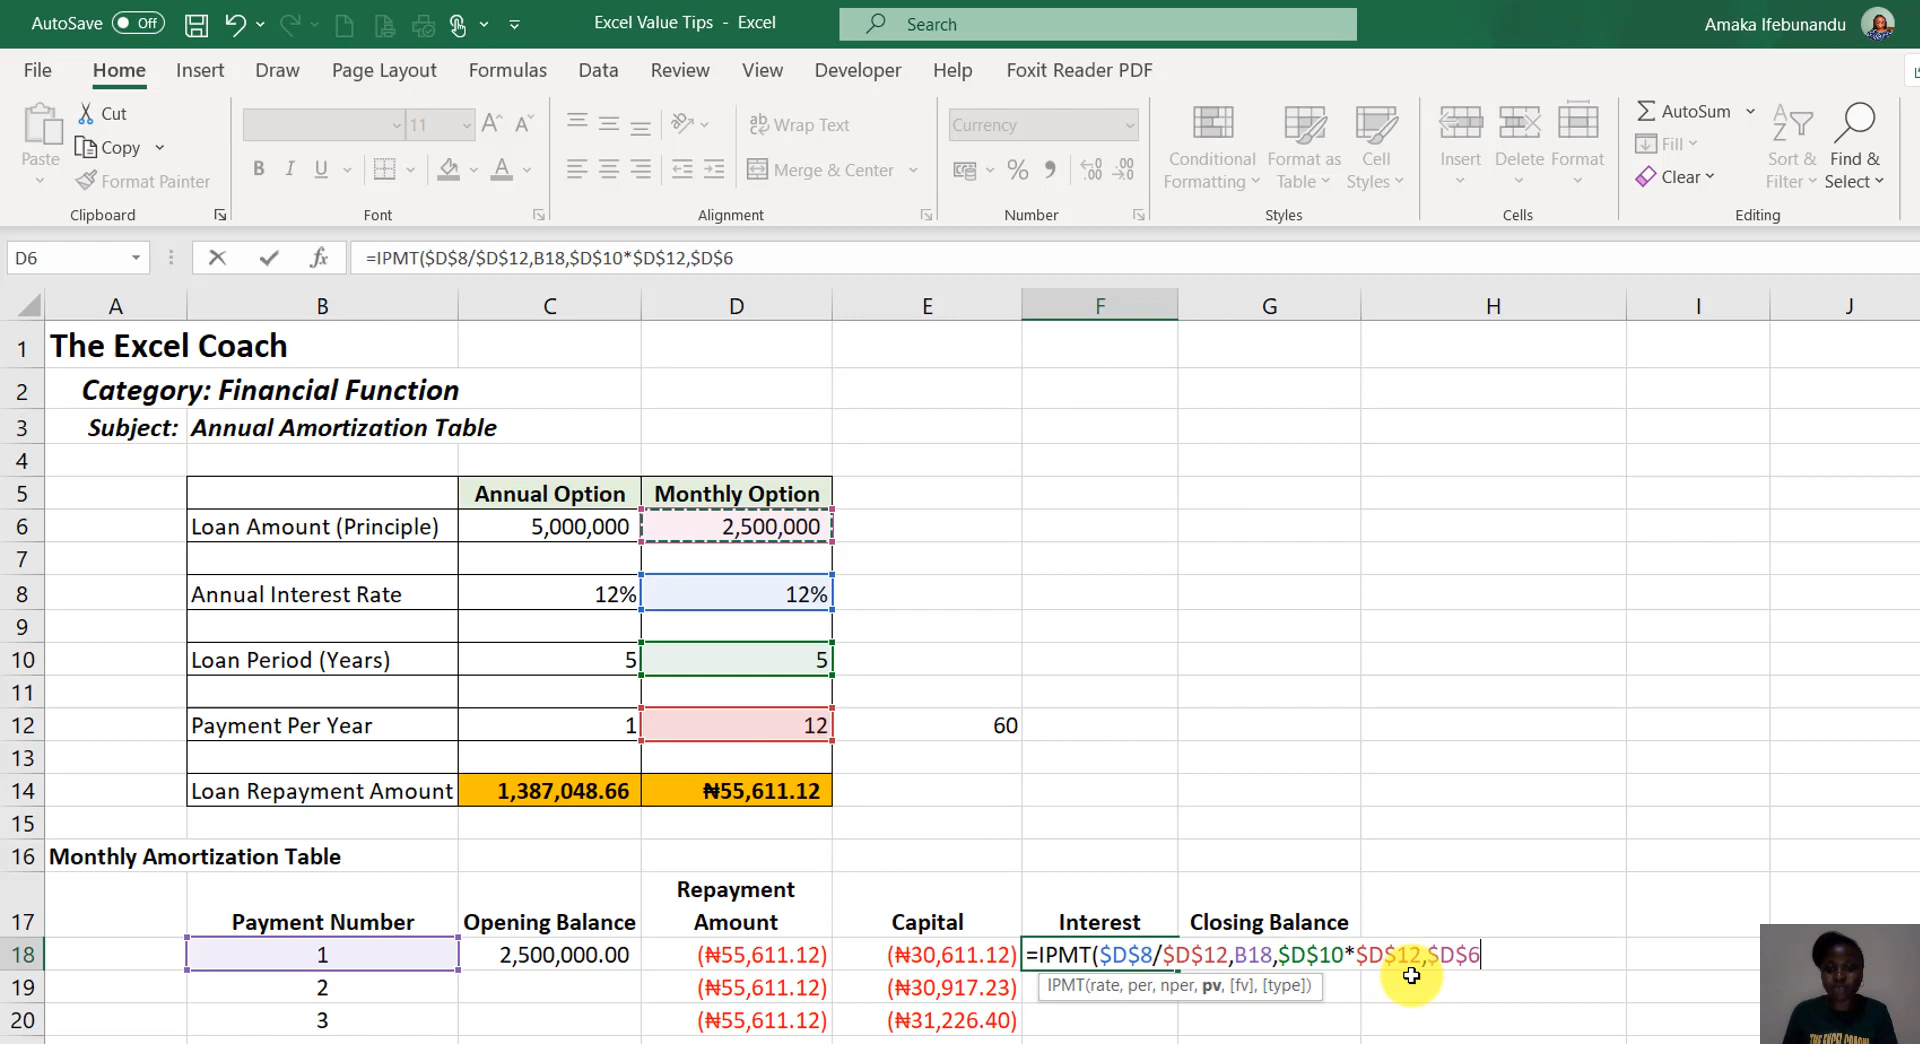 AutoSave Off Excel Value Tips - Excel Search Amaka Ifebunandu
File Home Insert Draw Page Layout Formulas Data Review View Developer Help Foxit Reader PDF
Paste Cut Copy Format Painter
Clipboard
11
B I U A
Font
ab Wrap Text
Merge & Center
Alignment
Currency
% 9 .00 .00
Number
Conditional Formatting Format as Table Cell Styles
Styles
Insert Delete Format
Cells
AutoSum Fill Clear Sort & Filter Find & Select
Editing
D6 fx =IPMT($D$8/$D$12,B18,$D$10*$D$12,$D$6
A B C D E F G H I J
1 The Excel Coach
2 Category: Financial Function
3 Subject: Annual Amortization Table
4
5 Annual Option Monthly Option
6 Loan Amount (Principle) 5,000,000 2,500,000
7
8 Annual Interest Rate 12% 12%
9
10 Loan Period (Years) 5 5
11
12 Payment Per Year 1 12 60
13
14 Loan Repayment Amount 1,387,048.66 ₦55,611.12
15
16 Monthly Amortization Table
17 Payment Number Opening Balance Repayment Amount Capital Interest Closing Balance
18 1 2,500,000.00 (₦55,611.12) (₦30,611.12) =IPMT($D$8/$D$12,B18,$D$10*$D$12,$D$6
IPMT(rate, per, nper, pv, [fv], [type])
19 2 (₦55,611.12) (₦30,917.23)
20 3 (₦55,611.12) (₦31,226.40)
THE EXCEL COACH